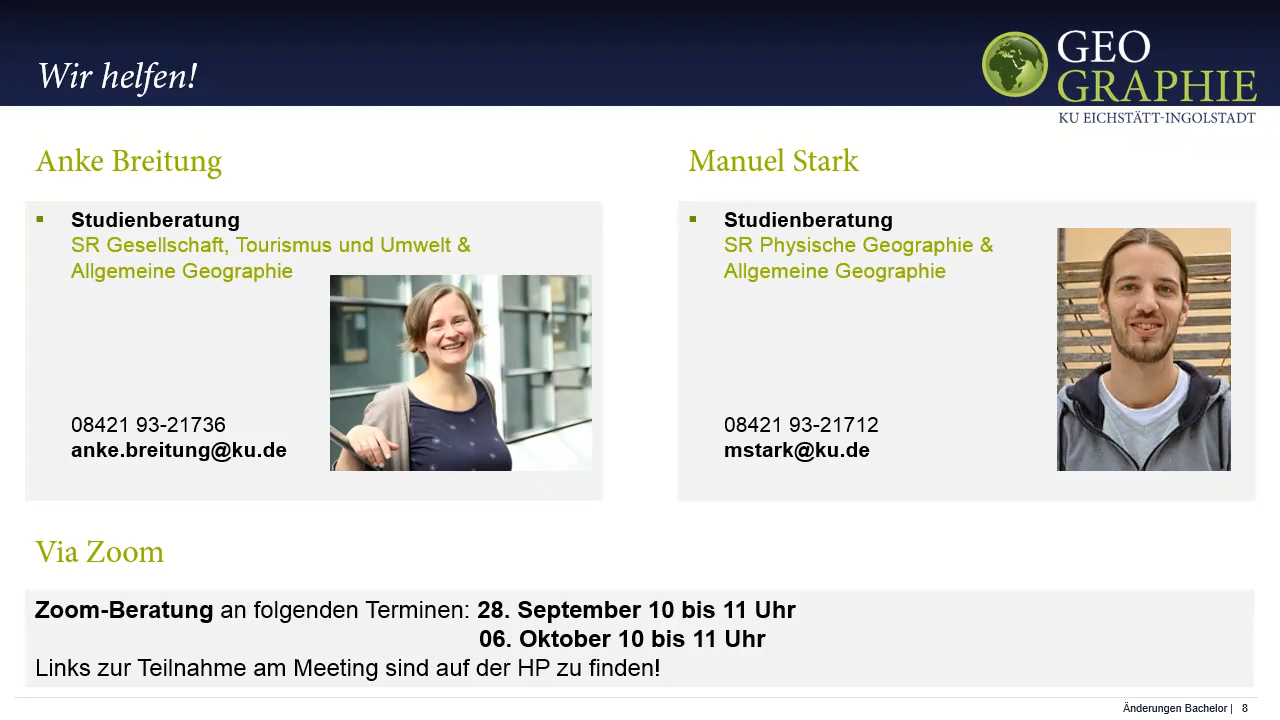 Wir helfen!
GEO
GRAPHIE
KU EICHSTÄTT-INGOLSTADT
Anke Breitung
Studienberatung
SR Gesellschaft, Tourismus und Umwelt &
Allgemeine Geographie
08421 93-21736
anke.breitung@ku.de
Manuel Stark
Studienberatung
SR Physische Geographie &
Allgemeine Geographie
08421 93-21712
mstark@ku.de
Via Zoom
Zoom-Beratung an folgenden Terminen: 28. September 10 bis 11 Uhr
06. Oktober 10 bis 11 Uhr
Links zur Teilnahme am Meeting sind auf der HP zu finden!
Änderungen Bachelor | 8